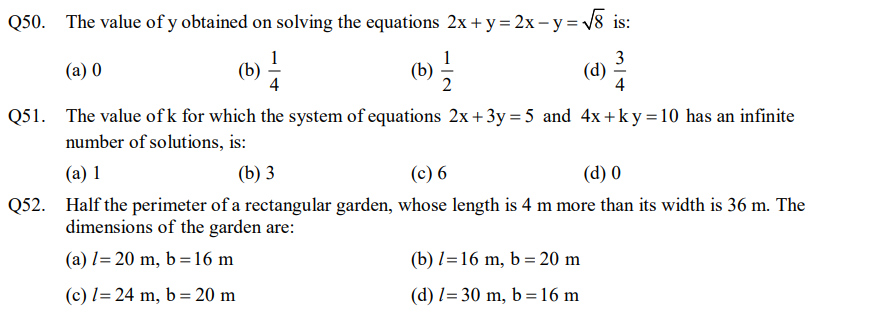 Q50. The value of y obtained on solving the equations 2x + y = 2x – y = √8 is:
(a) 0 (b) 1/4 (b) 1/2 (d) 3/4
Q51. The value of k for which the system of equations 2x + 3y = 5 and 4x + k y = 10 has an infinite
number of solutions, is:
(a) 1 (b) 3 (c) 6 (d) 0
Q52. Half the perimeter of a rectangular garden, whose length is 4 m more than its width is 36 m. The
dimensions of the garden are:
(a) l = 20 m, b = 16 m (b) l = 16 m, b = 20 m
(c) l = 24 m, b = 20 m (d) l = 30 m, b = 16 m